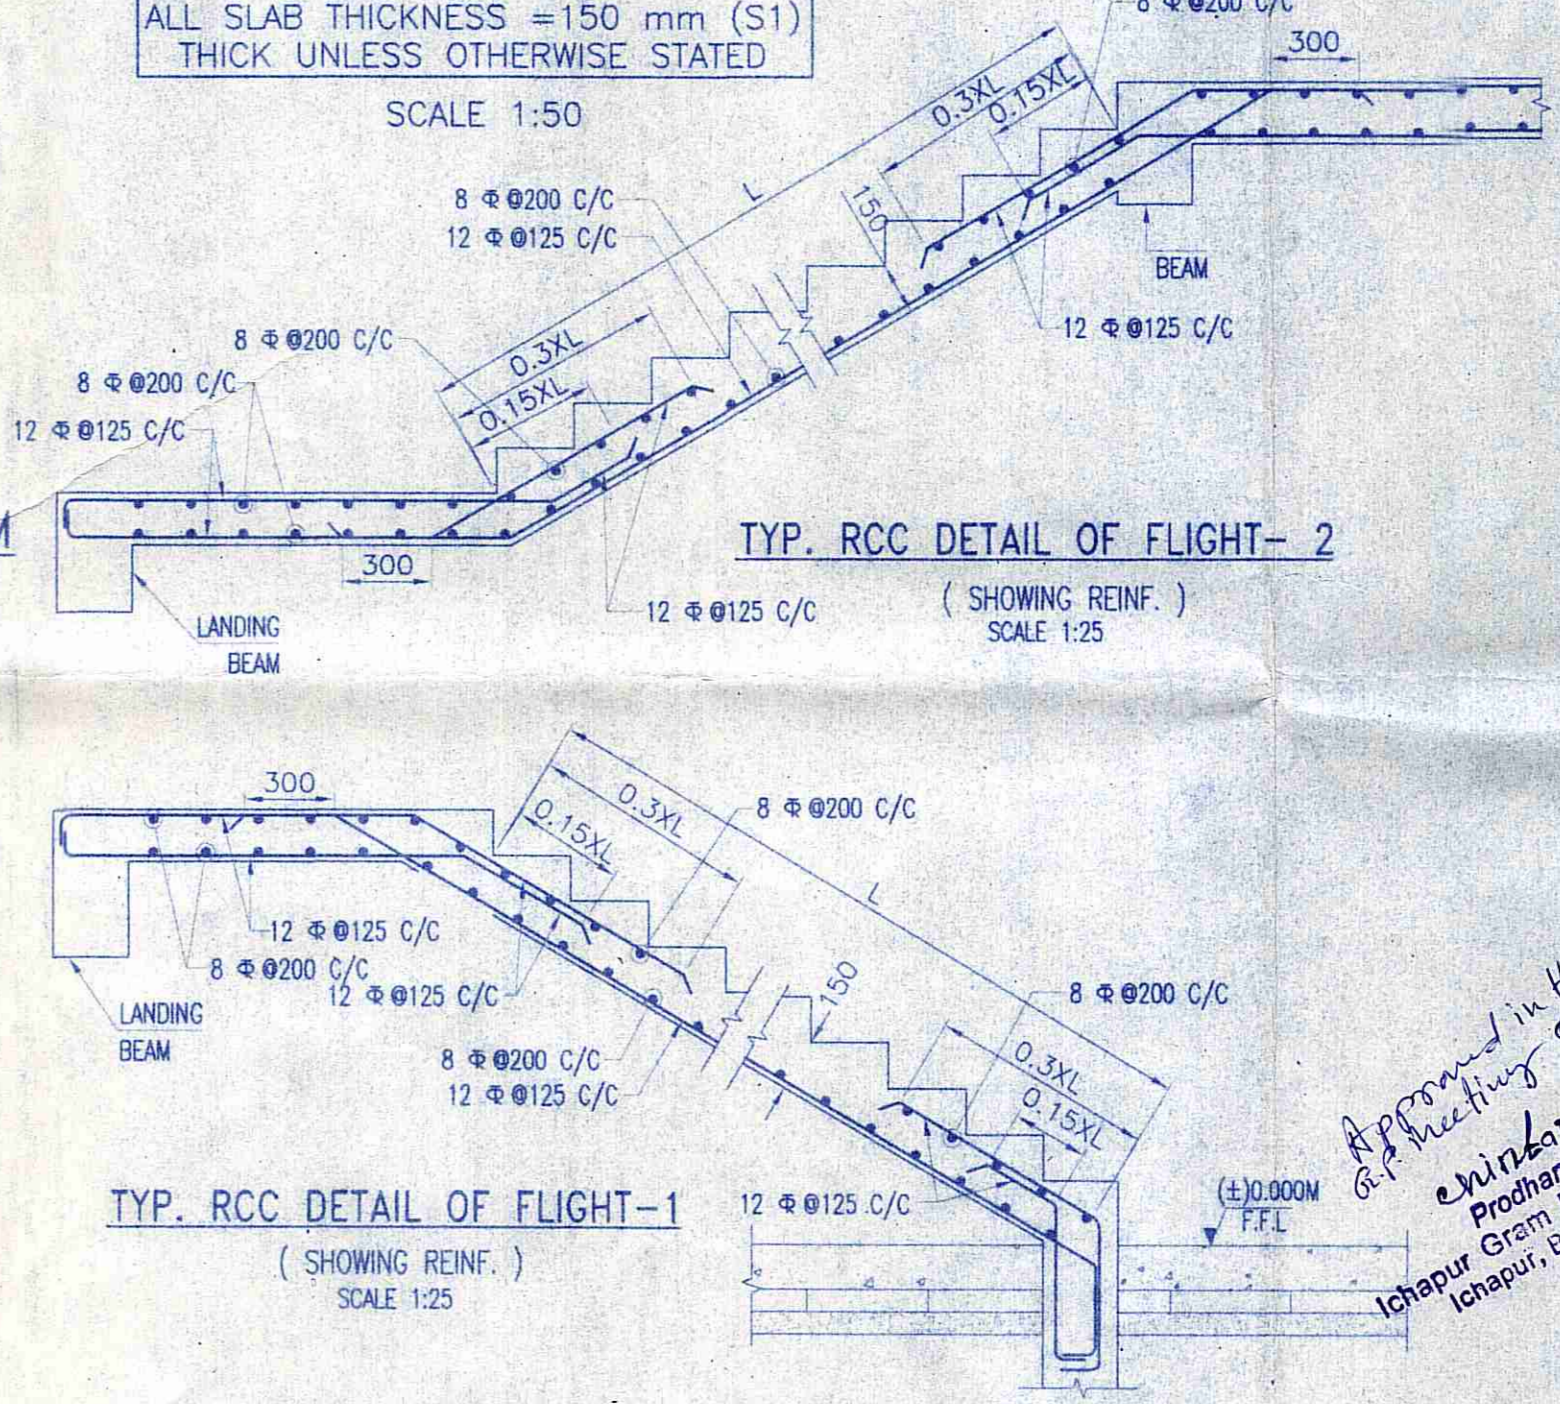 ALL SLAB THICKNESS =150 mm (S1)
THICK UNLESS OTHERWISE STATED
SCALE 1:50
8 Φ @200 C/C
300
0.3XL
0.15XL
L
150
8 Φ @200 C/C
12 Φ @125 C/C
BEAM
12 Φ @125 C/C
8 Φ @200 C/C
8 Φ @200 C/C
12 Φ @125 C/C
0.3XL
0.15XL
300
LANDING
BEAM
12 Φ @125 C/C
TYP. RCC DETAIL OF FLIGHT- 2
( SHOWING REINF. )
SCALE 1:25
300
0.3XL
0.15XL
8 Φ @200 C/C
L
12 Φ @125 C/C
8 Φ @200 C/C
12 Φ @125 C/C
LANDING
BEAM
8 Φ @200 C/C
12 Φ @125 C/C
150
8 Φ @200 C/C
0.3XL
0.15XL
12 Φ @125 C/C
(±)0.000M
F.F.L
TYP. RCC DETAIL OF FLIGHT-1
( SHOWING REINF. )
SCALE 1:25
Approved in
G.P. Meeting
Prodhan
Ichapur Gram
Ichapur,